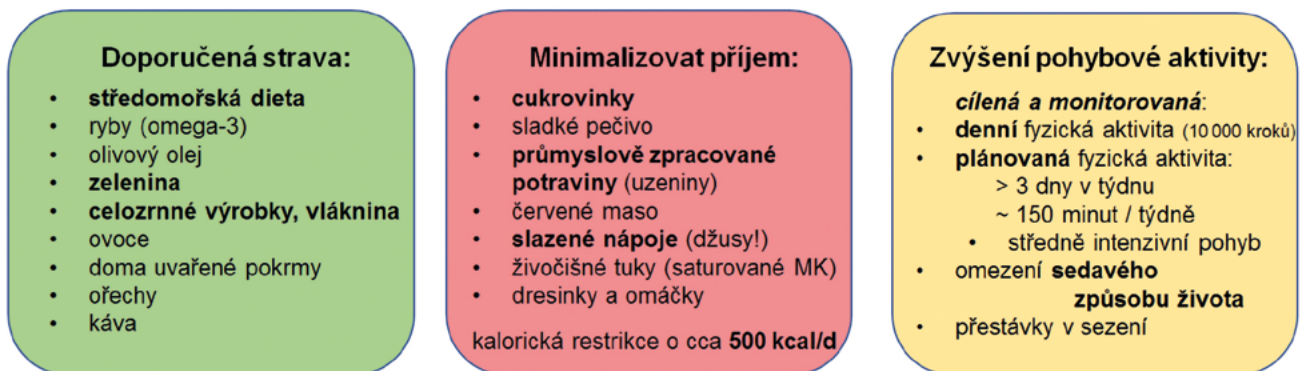 Doporučená strava:
• středomořská dieta
• ryby (omega-3)
• olivový olej
• zelenina
• celozrnné výrobky, vláknina
• ovoce
• doma uvařené pokrmy
• ořechy
• káva
Minimalizovat příjem:
• cukrovinky
• sladké pečivo
• průmyslově zpracované
potraviny (uzeniny)
• červené maso
• slazené nápoje (džusy!)
• živočišné tuky (saturované MK)
• dresinky a omáčky
kalorická restrikce o cca 500 kcal/d
Zvýšení pohybové aktivity:
cílená a monitorovaná:
• denní fyzická aktivita (10 000 kroků)
• plánovaná fyzická aktivita:
> 3 dny v týdnu
~ 150 minut / týdně
• středně intenzivní pohyb
• omezení sedavého
způsobu života
• přestávky v sezení